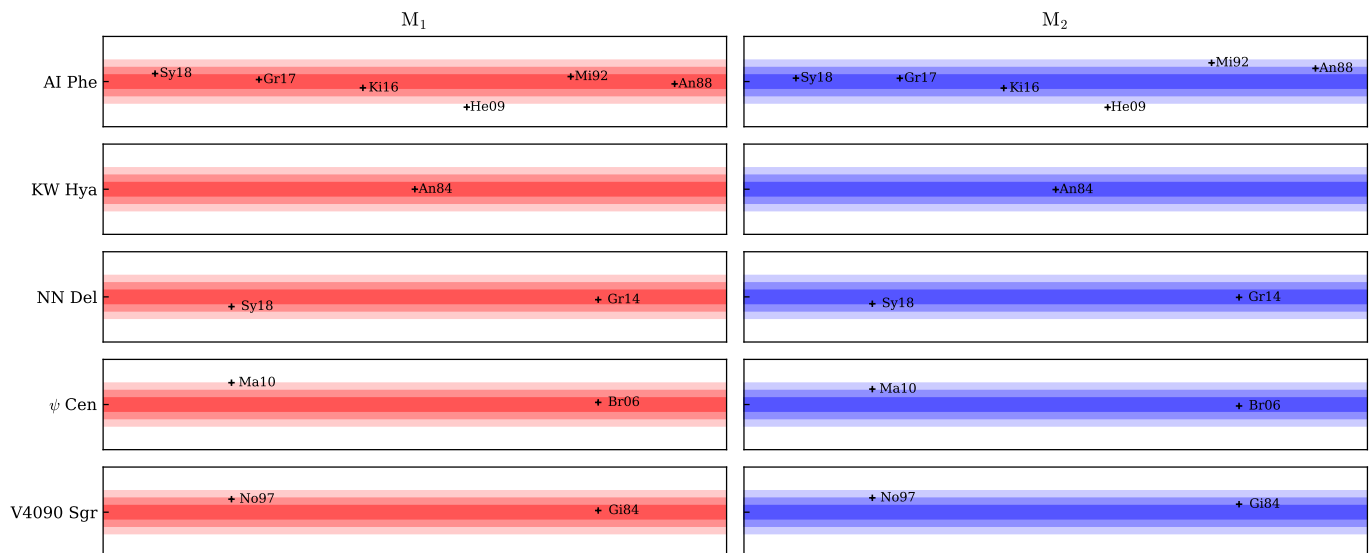 M₁ M₂
AI Phe Sy18 Gr17 Ki16 He09 Mi92 An88 Sy18 Gr17 Ki16 He09 Mi92 An88
KW Hya An84 An84
NN Del Sy18 Gr14 Sy18 Gr14
ψ Cen Ma10 Br06 Ma10 Br06
V4090 Sgr No97 Gi84 No97 Gi84